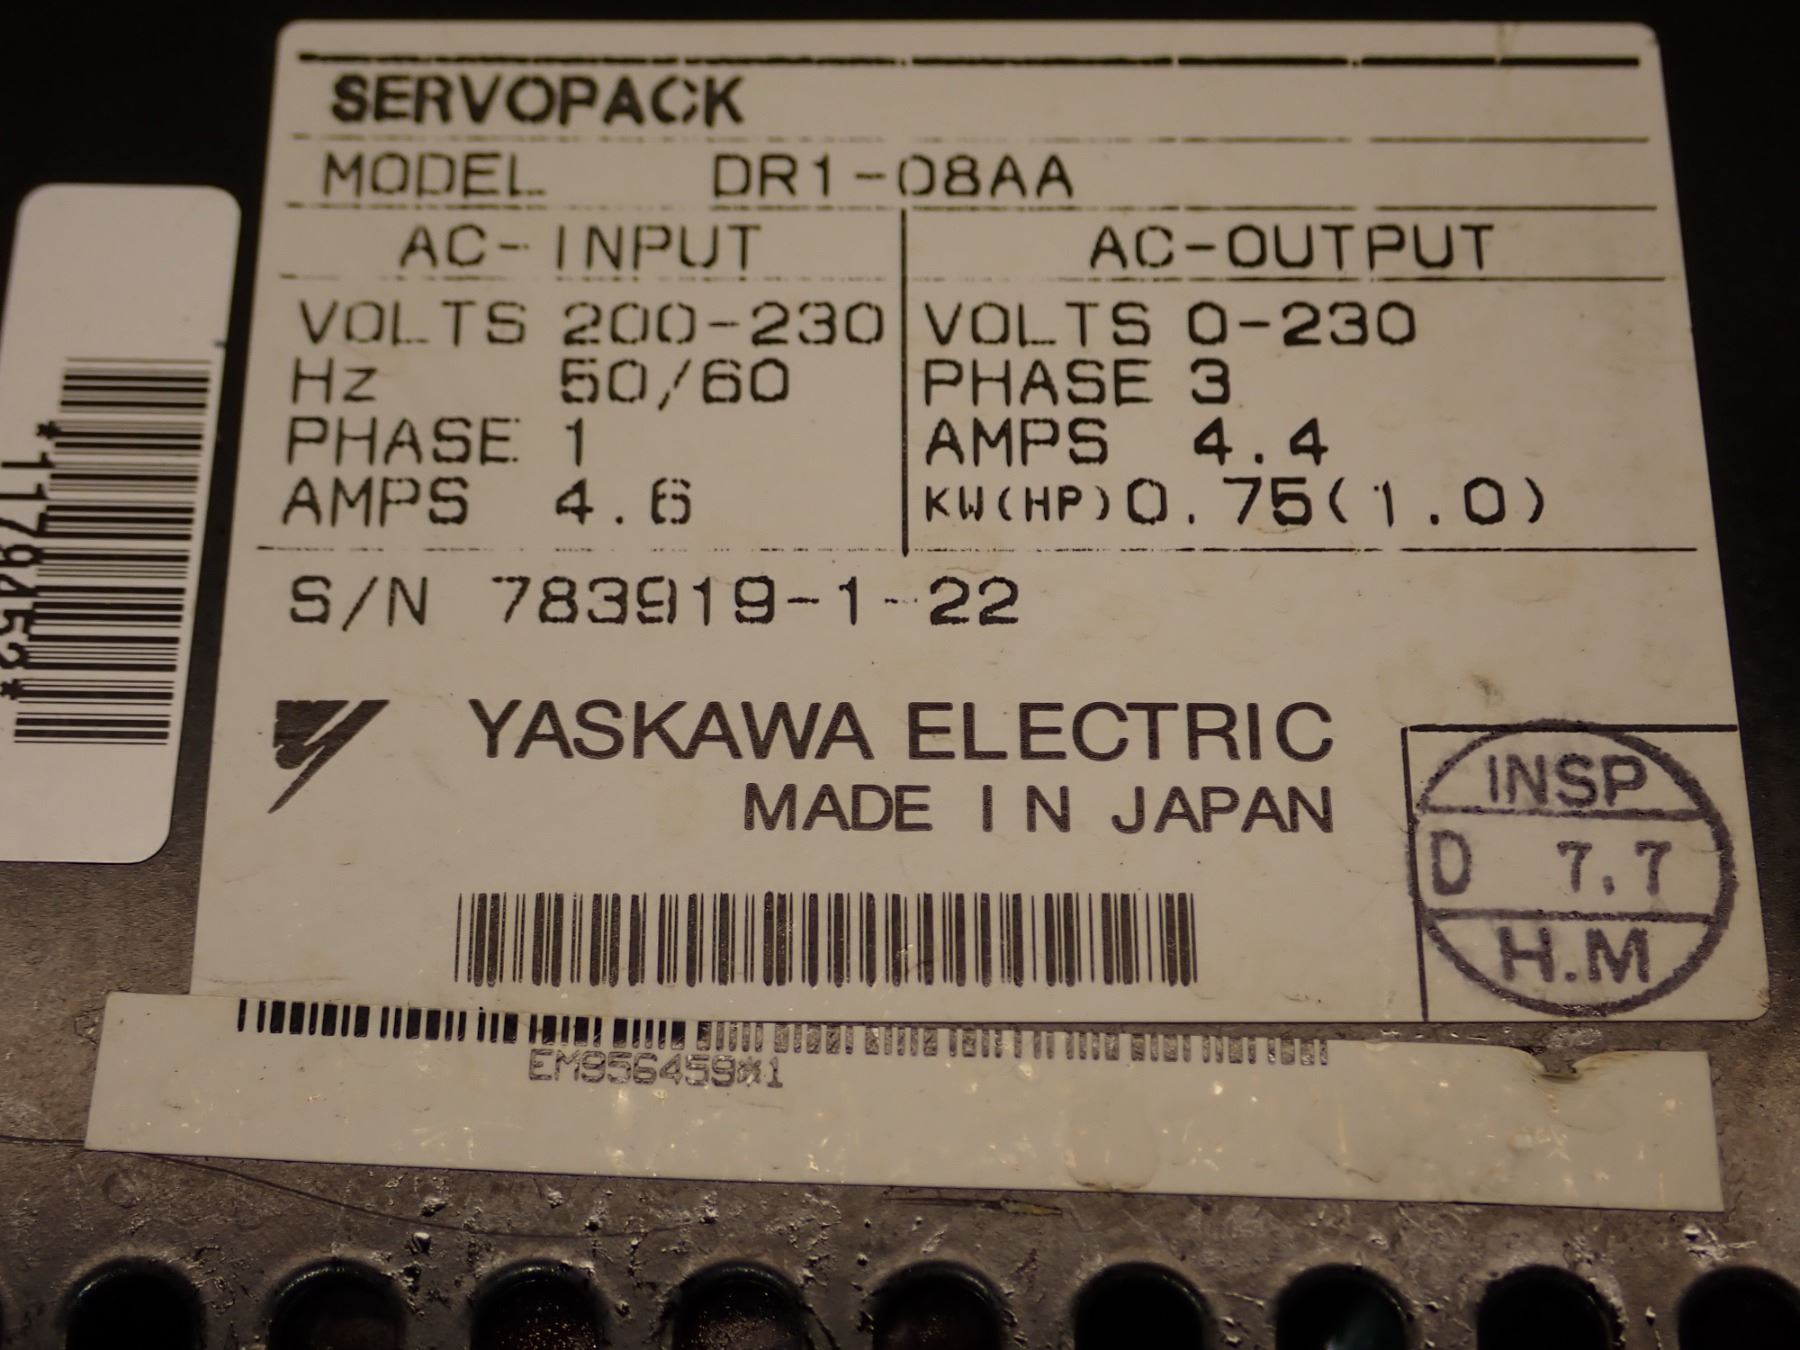 SERVOPACK
MODEL DR1-08AA
AC-INPUT AC-OUTPUT
VOLTS 200-230 VOLTS 0-230
Hz 50/60 PHASE 3
PHASE 1 AMPS 4.4
AMPS 4.6 KW(HP)0.75(1.0)
S/N 783919-1-22
YASKAWA ELECTRIC
MADE IN JAPAN
INSP
D 7.7
H.M
EM956459*1
*1179452*